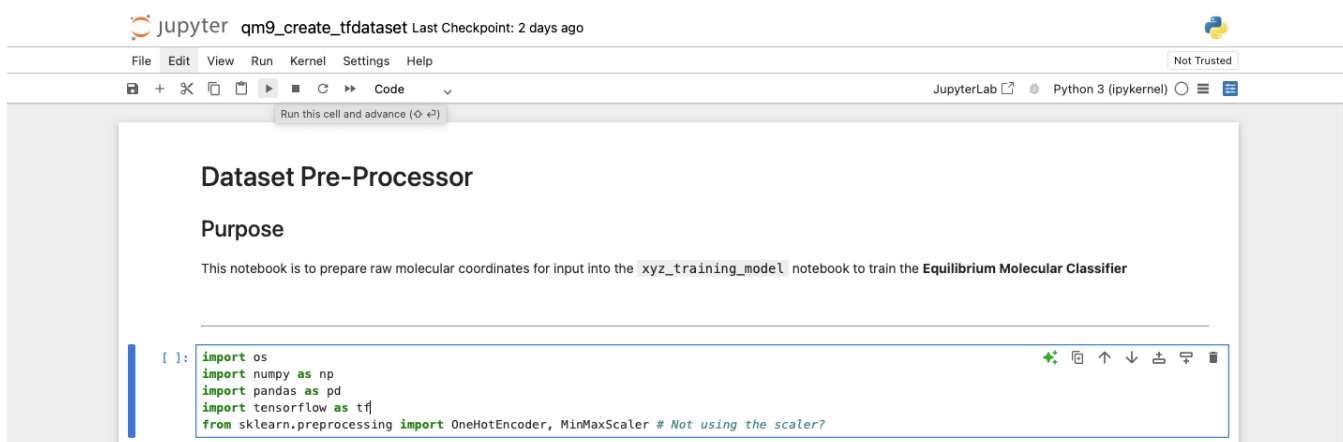 jupyter qm9_create_tfdataset Last Checkpoint: 2 days ago
File Edit View Run Kernel Settings Help Not Trusted
Code JupyterLab Python 3 (ipykernel)
Run this cell and advance (⇧ ⏎)
Dataset Pre-Processor
Purpose
This notebook is to prepare raw molecular coordinates for input into the xyz_training_model notebook to train the Equilibrium Molecular Classifier
[ ]: import os
import numpy as np
import pandas as pd
import tensorflow as tf
from sklearn.preprocessing import OneHotEncoder, MinMaxScaler # Not using the scaler?